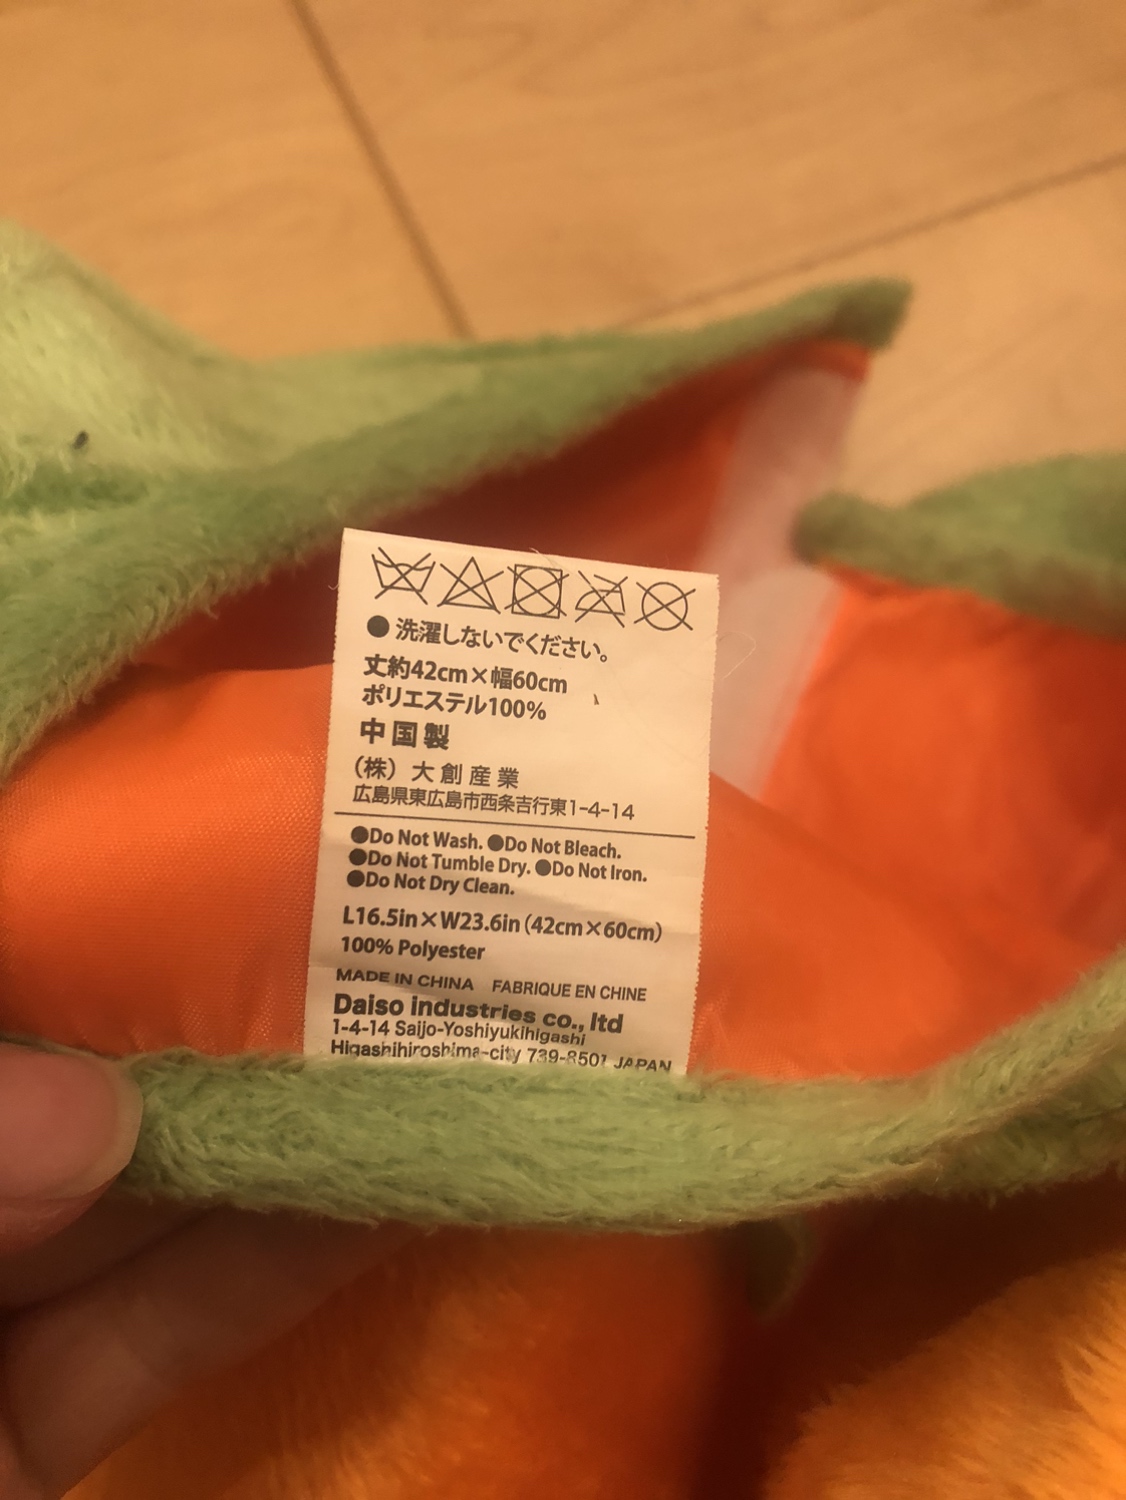 ●洗濯しないでください。
丈約42cm×幅60cm
ポリエステル100%
中国製
(株)大創産業
広島県東広島市西条吉行東1-4-14
●Do Not Wash. ●Do Not Bleach.
●Do Not Tumble Dry. ●Do Not Iron.
●Do Not Dry Clean.
L16.5in×W23.6in(42cm×60cm)
100% Polyester
MADE IN CHINA FABRIQUE EN CHINE
Daiso industries co., ltd
1-4-14 Saijo-Yoshiyukihigashi
Higashihiroshima-city 739-8501 JAPAN